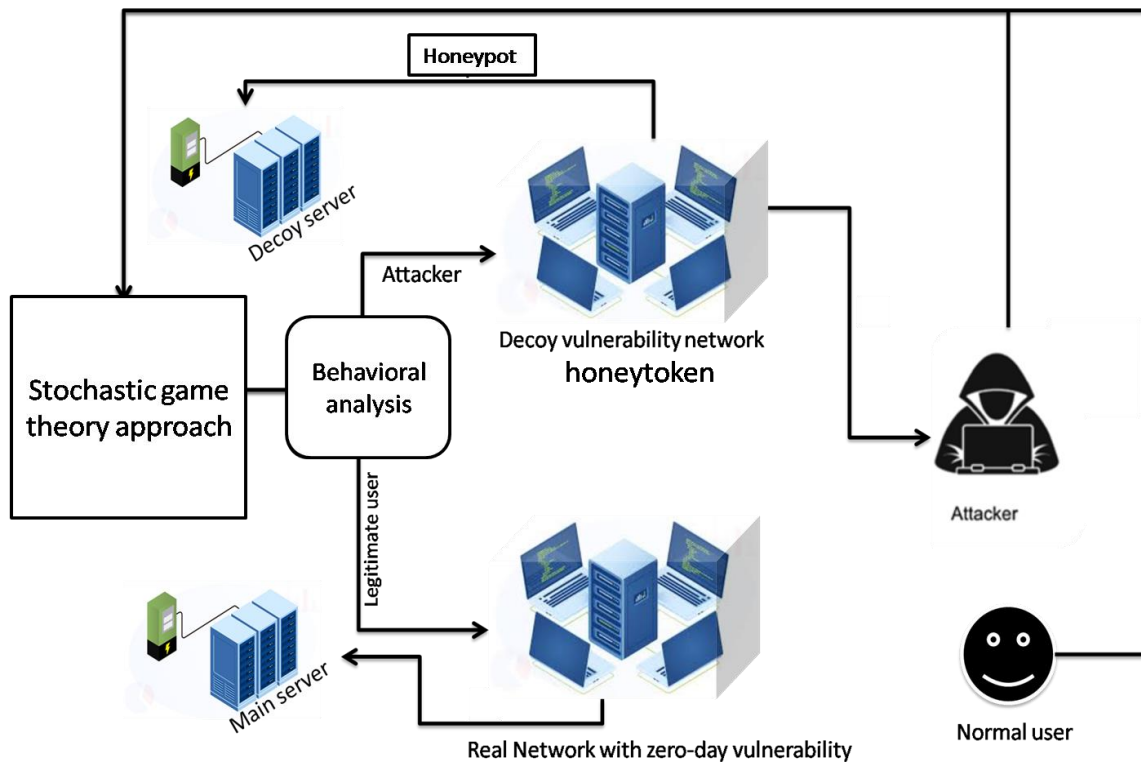 Honeypot
Decoy server
Attacker
Decoy vulnerability network
honeytoken
Stochastic game
theory approach
Behavioral
analysis
Attacker
Legitimate user
Main server
Normal user
Real Network with zero-day vulnerability